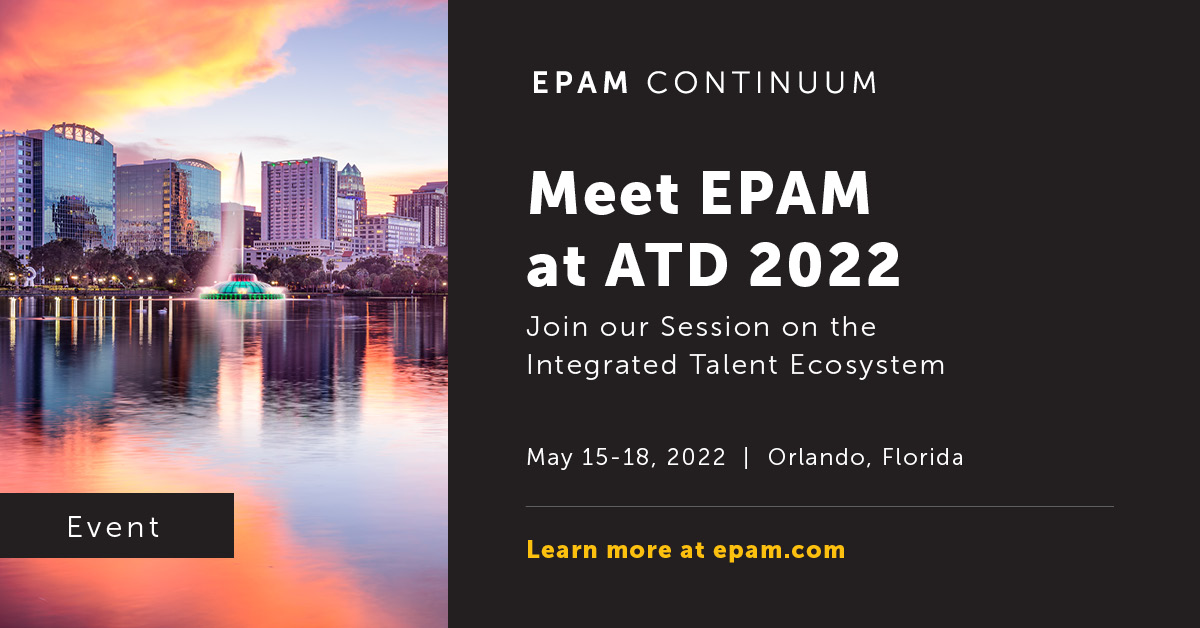 EPAM CONTINUUM
Meet EPAM
at ATD 2022
Join our Session on the
Integrated Talent Ecosystem
May 15-18, 2022 | Orlando, Florida
Learn more at epam.com
Event